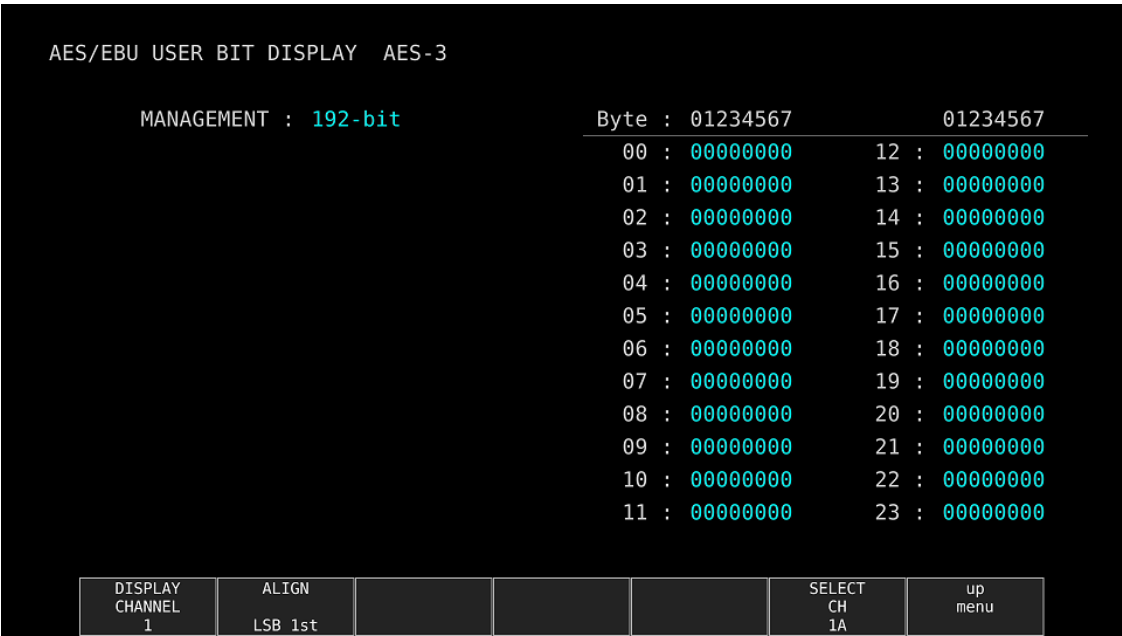 AES/EBU USER BIT DISPLAY AES-3
MANAGEMENT : 192-bit
Byte : 01234567 01234567
00 : 00000000 12 : 00000000
01 : 00000000 13 : 00000000
02 : 00000000 14 : 00000000
03 : 00000000 15 : 00000000
04 : 00000000 16 : 00000000
05 : 00000000 17 : 00000000
06 : 00000000 18 : 00000000
07 : 00000000 19 : 00000000
08 : 00000000 20 : 00000000
09 : 00000000 21 : 00000000
10 : 00000000 22 : 00000000
11 : 00000000 23 : 00000000
DISPLAY
CHANNEL
1
ALIGN
LSB 1st
SELECT
CH
1A
up
menu